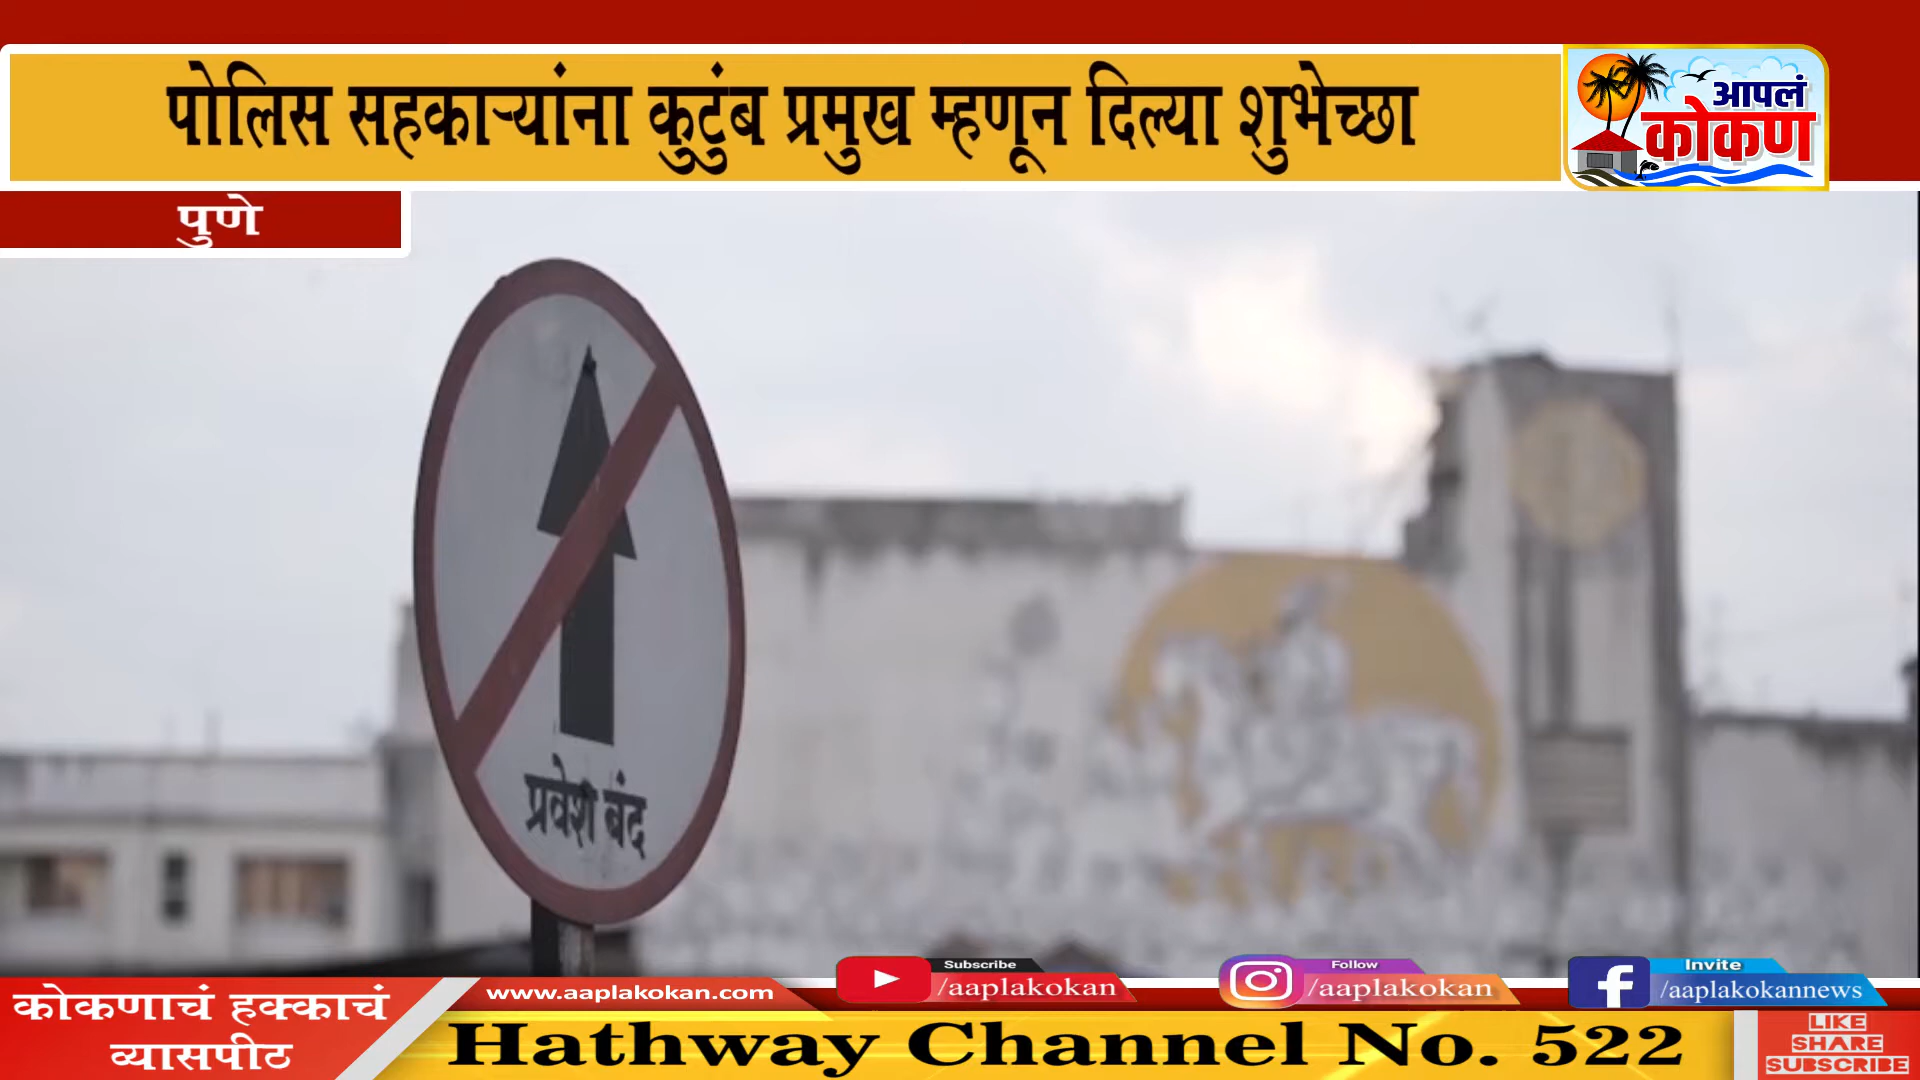 पोलिस सहकाऱ्यांना कुटुंब प्रमुख म्हणून दिल्या शुभेच्छा
आपलं
कोकण
पुणे
प्रवेश बंद
कोकणाचं हक्काचं
व्यासपीठ
www.aaplakokan.com
Subscribe
/aaplakokan
Follow
/aaplakokan
Invite
/aaplakokannews
Hathway Channel No. 522
LIKE
SHARE
SUBSCRIBE